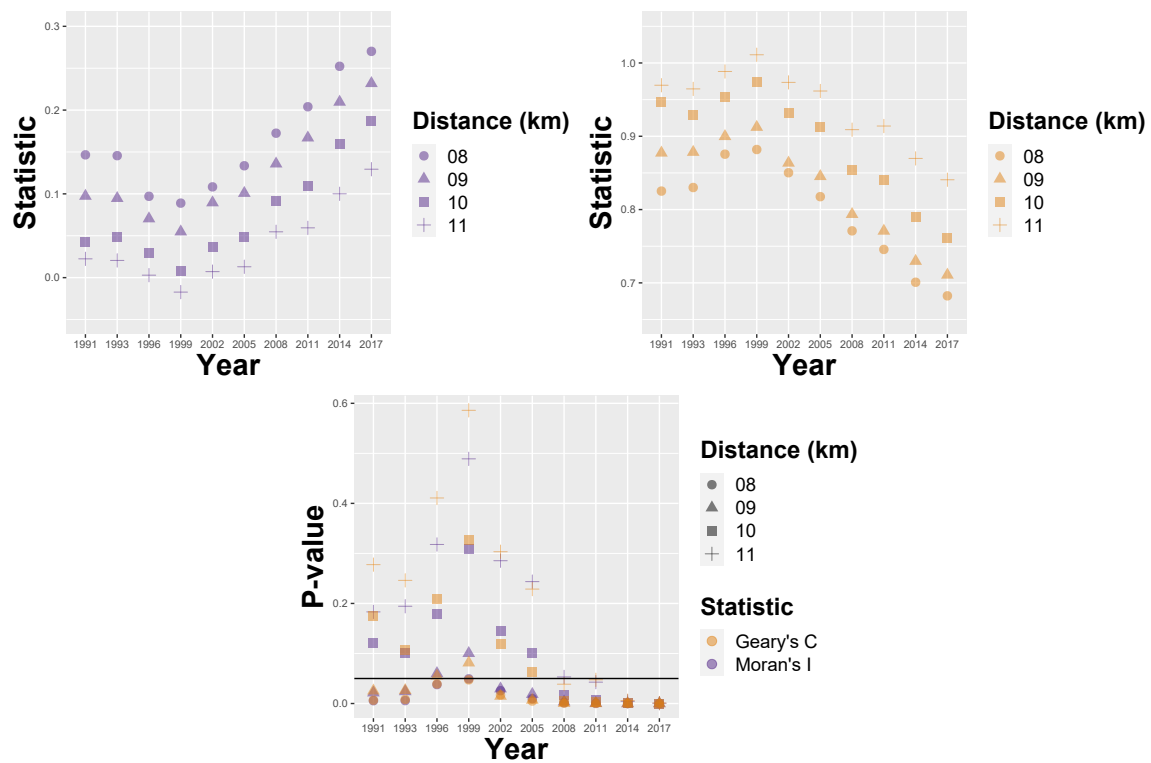 0.3
0.2
0.1
0.0
Statistic
1991 1993 1996 1999 2002 2005 2008 2011 2014 2017
Year
Distance (km)
08
09
10
11
1.0
0.9
0.8
0.7
Statistic
1991 1993 1996 1999 2002 2005 2008 2011 2014 2017
Year
Distance (km)
08
09
10
11
0.6
0.4
0.2
0.0
P-value
1991 1993 1996 1999 2002 2005 2008 2011 2014 2017
Year
Distance (km)
08
09
10
11
Statistic
Geary's C
Moran's I